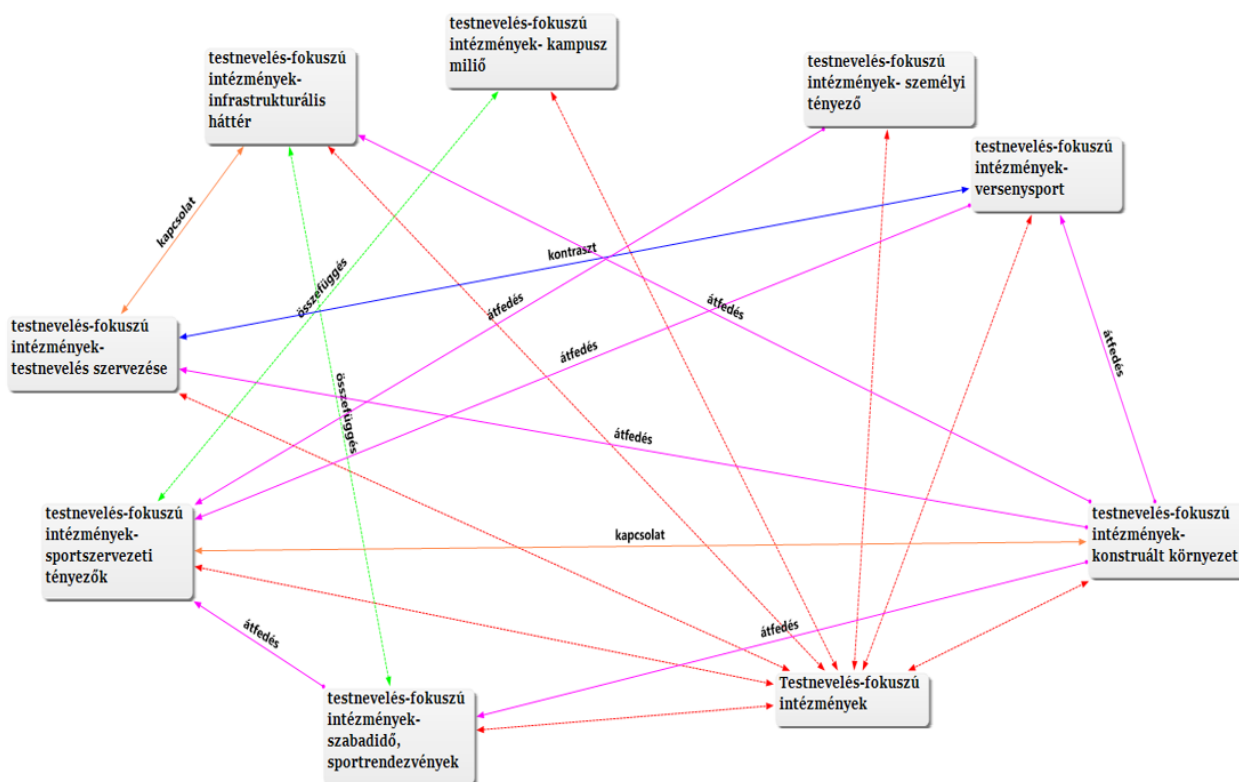 testnevelés-fokuszú
intézmények- kampusz
miliő
testnevelés-fokuszú
intézmények-
infrastrukturális
háttér
testnevelés-fokuszú
intézmények- személyi
tényező
testnevelés-fokuszú
intézmények-
versenysport
kapcsolat
kontraszt
összefüggés
átfedés
átfedés
átfedés
átfedés
testnevelés-fokuszú
intézmények-
testnevelés szervezése
összefüggés
átfedés
testnevelés-fokuszú
intézmények-
sportszervezeti
tényezők
kapcsolat
testnevelés-fokuszú
intézmények-
konstruált környezet
átfedés
átfedés
testnevelés-fokuszú
intézmények-
szabadidő,
sportrendezvények
Testnevelés-fokuszú
intézmények